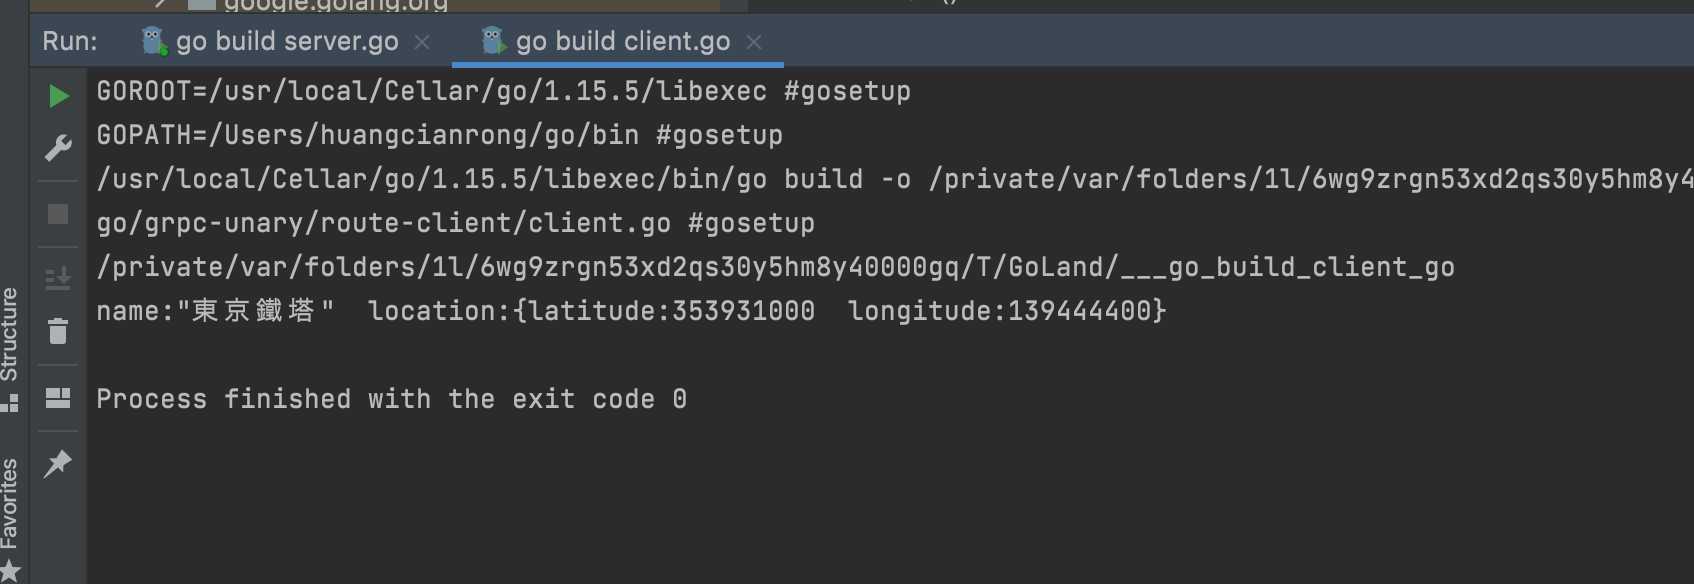 google.golang.org
Run: go build server.go × go build client.go ×
GOROOT=/usr/local/Cellar/go/1.15.5/libexec #gosetup
GOPATH=/Users/huangcianrong/go/bin #gosetup
/usr/local/Cellar/go/1.15.5/libexec/bin/go build -o /private/var/folders/1l/6wg9zrgn53xd2qs30y5hm8y4
go/grpc-unary/route-client/client.go #gosetup
/private/var/folders/1l/6wg9zrgn53xd2qs30y5hm8y40000gq/T/GoLand/___go_build_client_go
name:"東京鐵塔"  location:{latitude:353931000  longitude:139444400}
Process finished with the exit code 0
Structure
Favorites